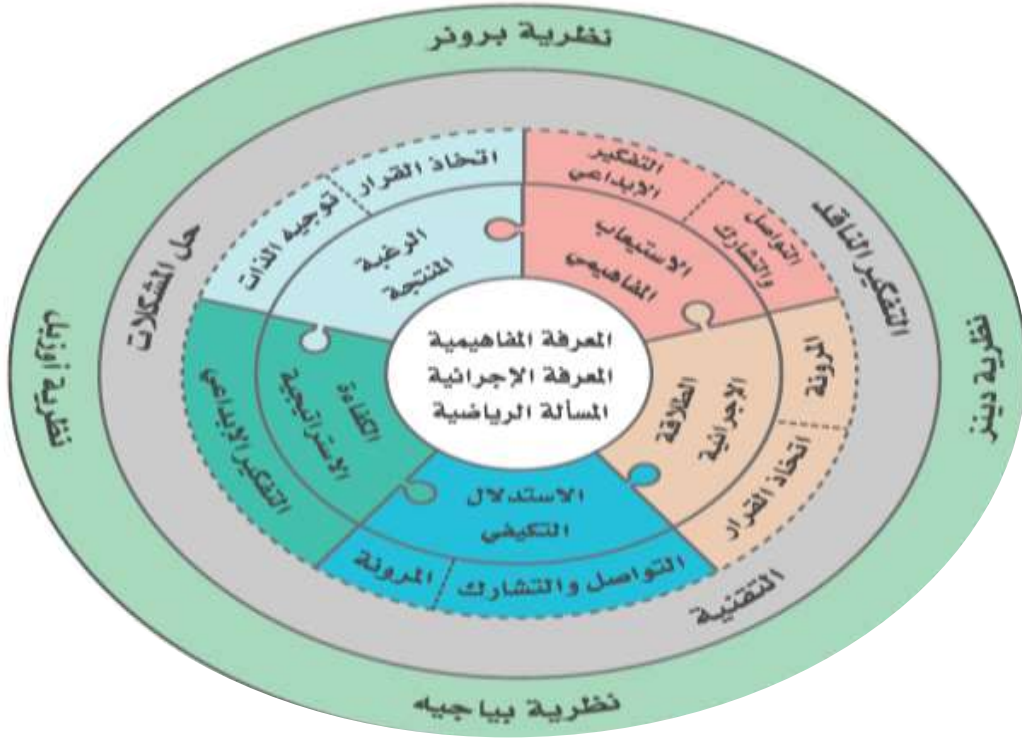 نظرية برونر
نظرية دينز
نظرية بياجيه
نظرية أوزبل
التفكير الناقد
التقنية
حل المشكلات
التفكير
الإبداعي
التواصل
والتشارك
المرونة
اتخاذ القرار
التواصل والتشارك
المرونة
التفكير الإبداعي
توجيه الذات
اتخاذ القرار
الاستيعاب
المفاهيمي
الطلاقة
الإجرائية
الاستدلال
التكيفي
الكفاءة
الاستراتيجية
الرغبة
المنتجة
المعرفة المفاهيمية
المعرفة الإجرائية
المسألة الرياضية